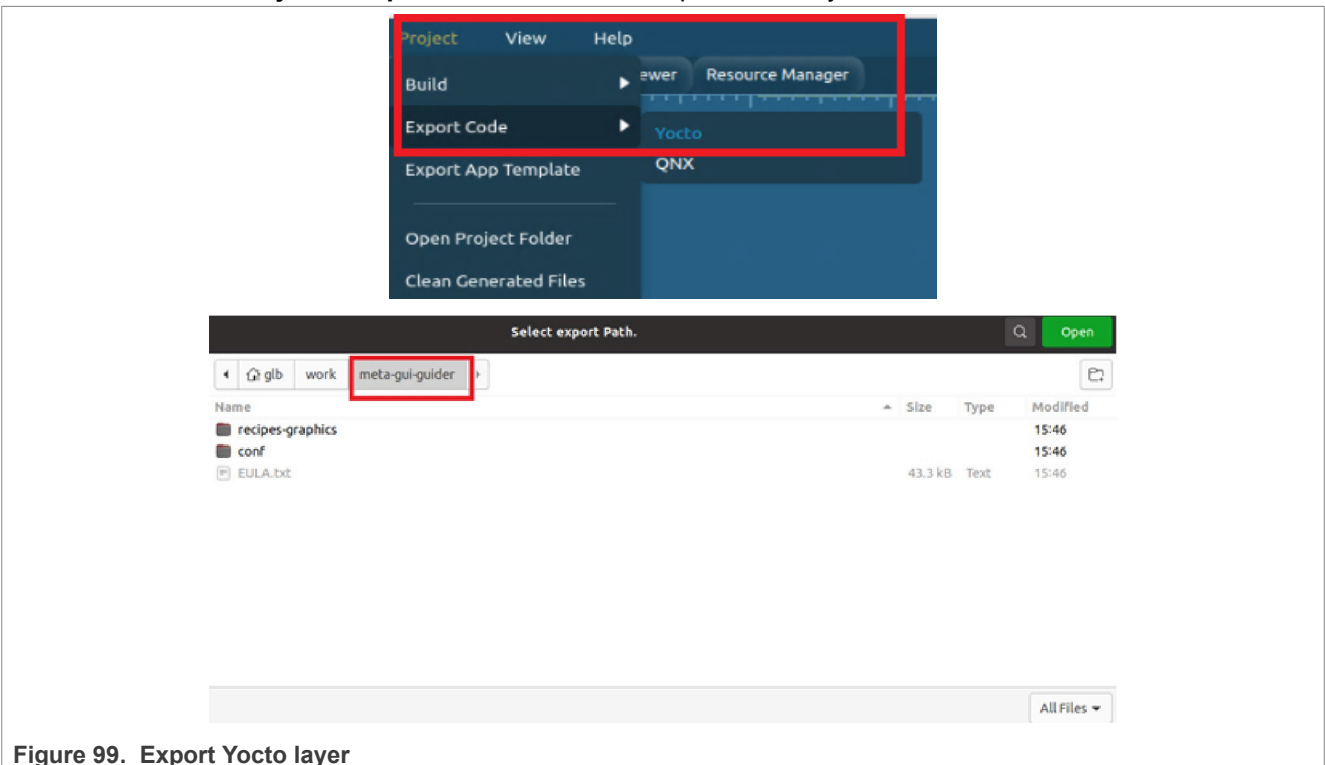 Project View Help
Build
ewer Resource Manager
Export Code
Yocto
Export App Template
QNX
Open Project Folder
Clean Generated Files
Select export Path.
Open
glb work meta-gui-guider
Name Size Type Modified
recipes-graphics 15:46
conf 15:46
EULA.txt 43.3 kB Text 15:46
All Files
Figure 99. Export Yocto layer